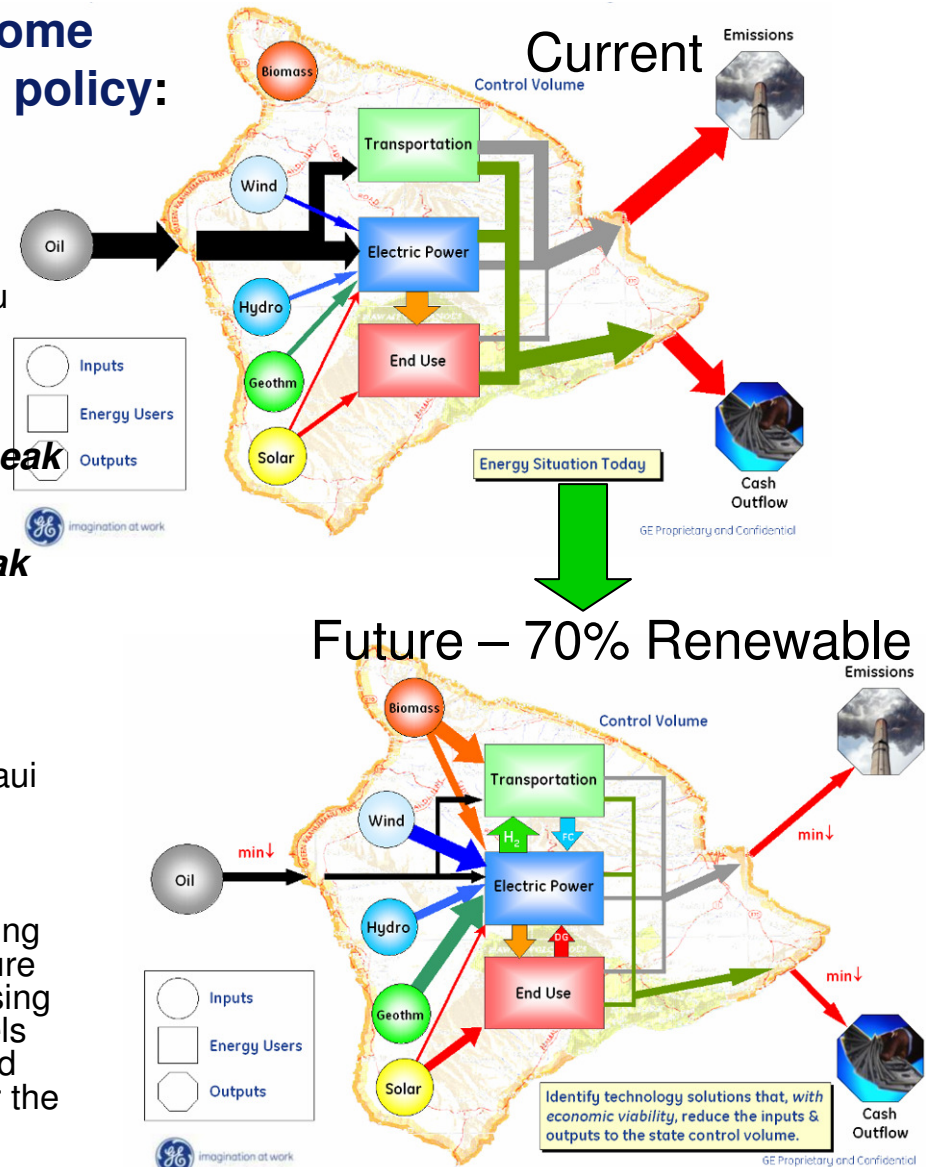 ome
policy:
Current
Emissions
Control Volume
Biomass
Transportation
Wind
Oil
Electric Power
u
Hydro
End Use
Geothm
Solar
Inputs
Energy Users
Outputs
eak
Energy Situation Today
Cash
Outflow
imagination at work
GE Proprietary and Confidential
ak
Future – 70% Renewable
Emissions
Control Volume
Biomass
Transportation
aui
Wind
H2
FC
min↓
min↓
Oil
Electric Power
Hydro
DG
ng
ure
sing
ols
d
r the
End Use
min↓
Geothm
Inputs
Energy Users
Outputs
Solar
Identify technology solutions that, with
economic viability, reduce the inputs &
outputs to the state control volume.
Cash
Outflow
imagination at work
GE Proprietary and Confidential